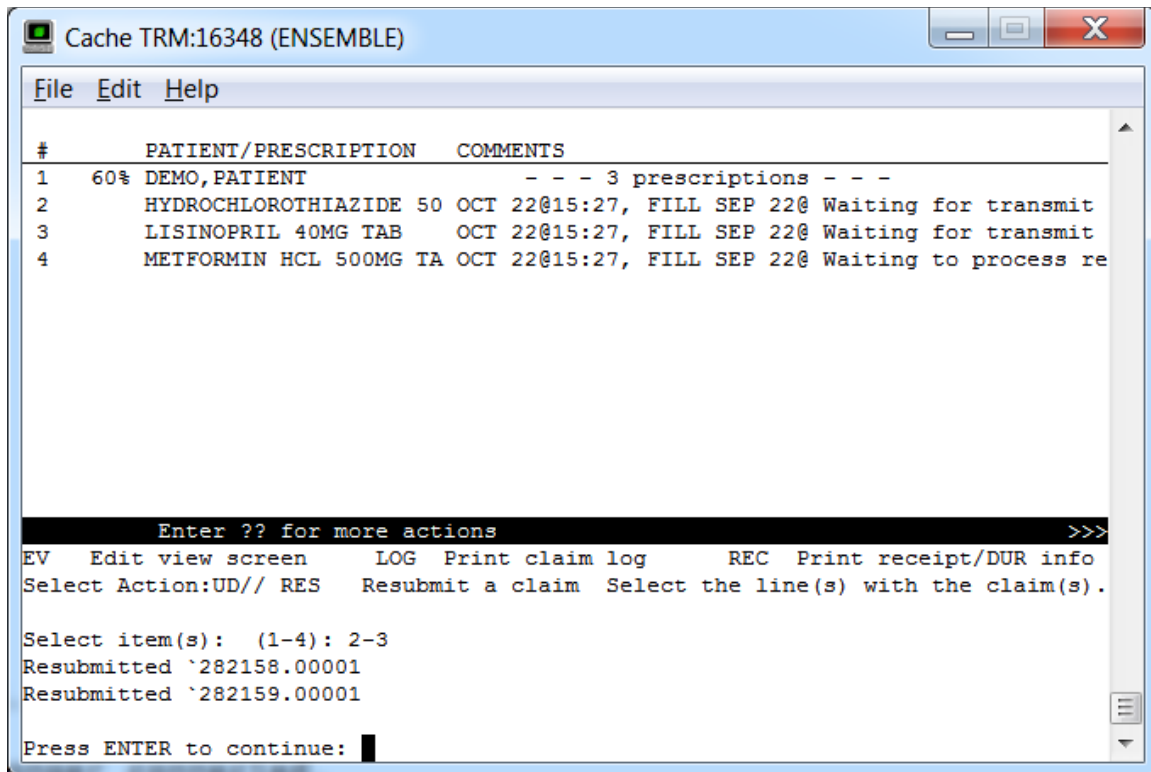 Cache TRM:16348 (ENSEMBLE)
File Edit Help
# PATIENT/PRESCRIPTION COMMENTS
1 60% DEMO,PATIENT - - - 3 prescriptions - - -
2 HYDROCHLOROTHIAZIDE 50 OCT 22@15:27, FILL SEP 22@ Waiting for transmit
3 LISINOPRIL 40MG TAB OCT 22@15:27, FILL SEP 22@ Waiting for transmit
4 METFORMIN HCL 500MG TA OCT 22@15:27, FILL SEP 22@ Waiting to process re
Enter ?? for more actions >>>
EV Edit view screen LOG Print claim log REC Print receipt/DUR info
Select Action:UD// RES Resubmit a claim Select the line(s) with the claim(s).
Select item(s): (1-4): 2-3
Resubmitted `282158.00001
Resubmitted `282159.00001
Press ENTER to continue: